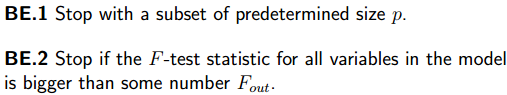 BE.1 Stop with a subset of predetermined size p.
BE.2 Stop if the F-test statistic for all variables in the model
is bigger than some number Fout.